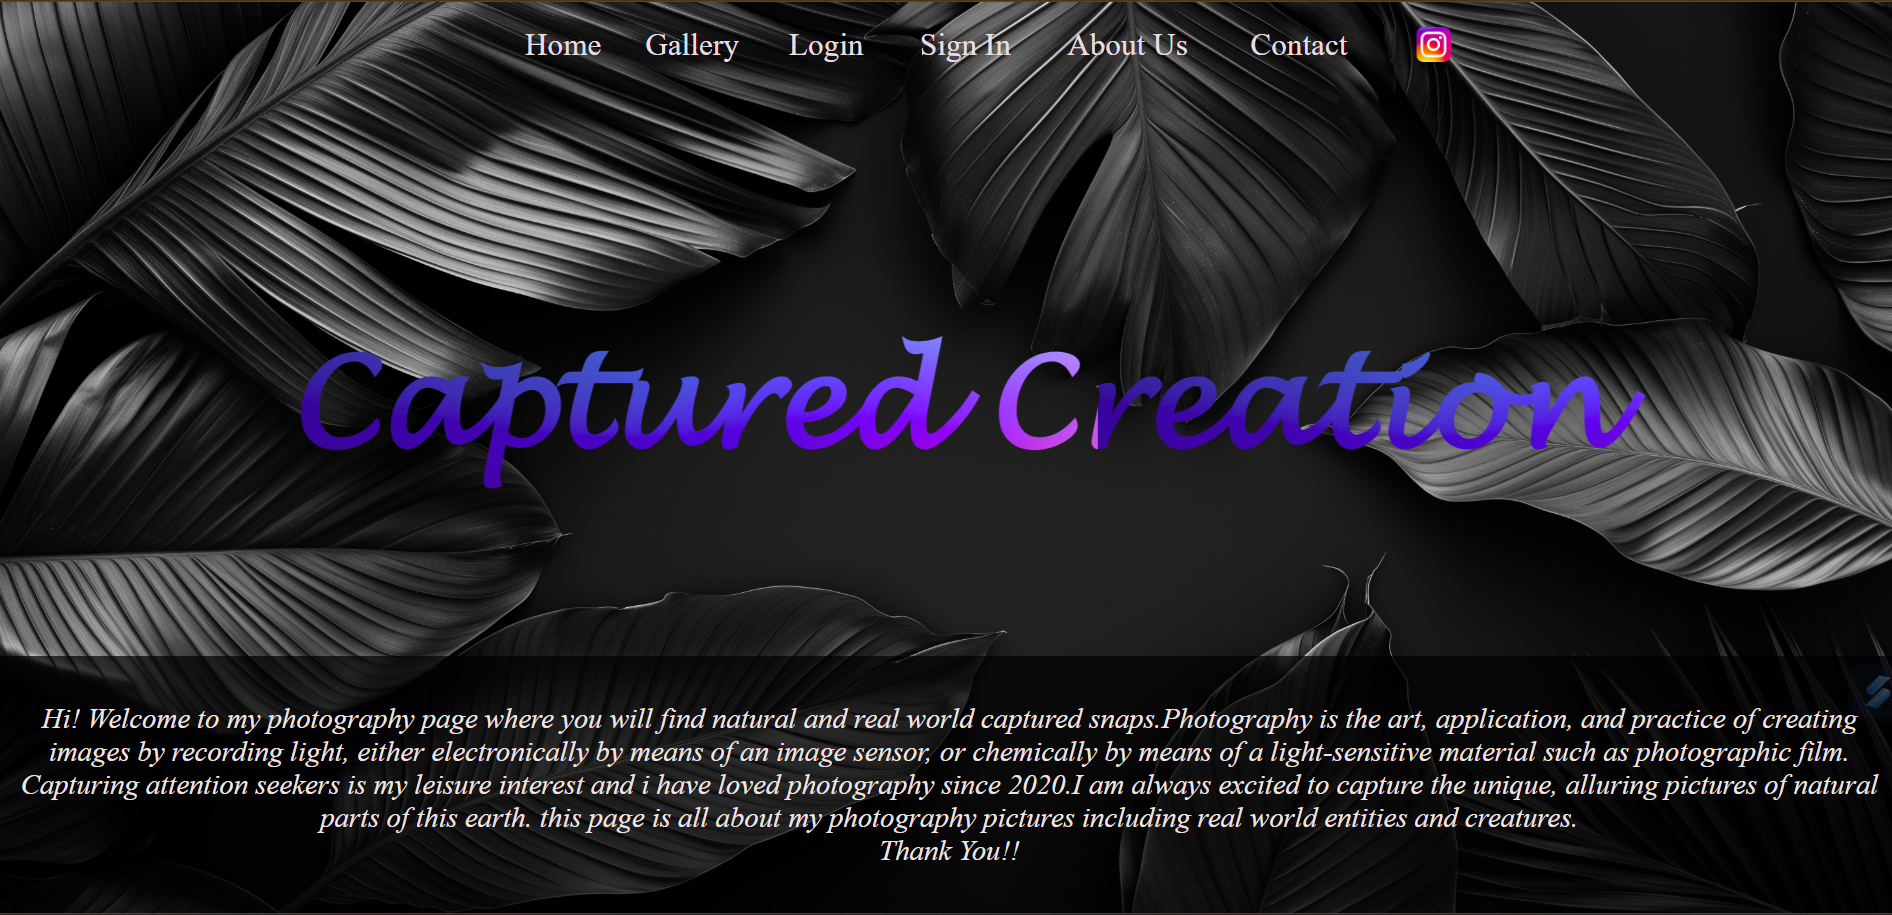 Home Gallery Login Sign In About Us Contact
Captured Creation
Hi! Welcome to my photography page where you will find natural and real world captured snaps.Photography is the art, application, and practice of creating
images by recording light, either electronically by means of an image sensor, or chemically by means of a light-sensitive material such as photographic film.
Capturing attention seekers is my leisure interest and i have loved photography since 2020.I am always excited to capture the unique, alluring pictures of natural
parts of this earth. this page is all about my photography pictures including real world entities and creatures.
Thank You!!